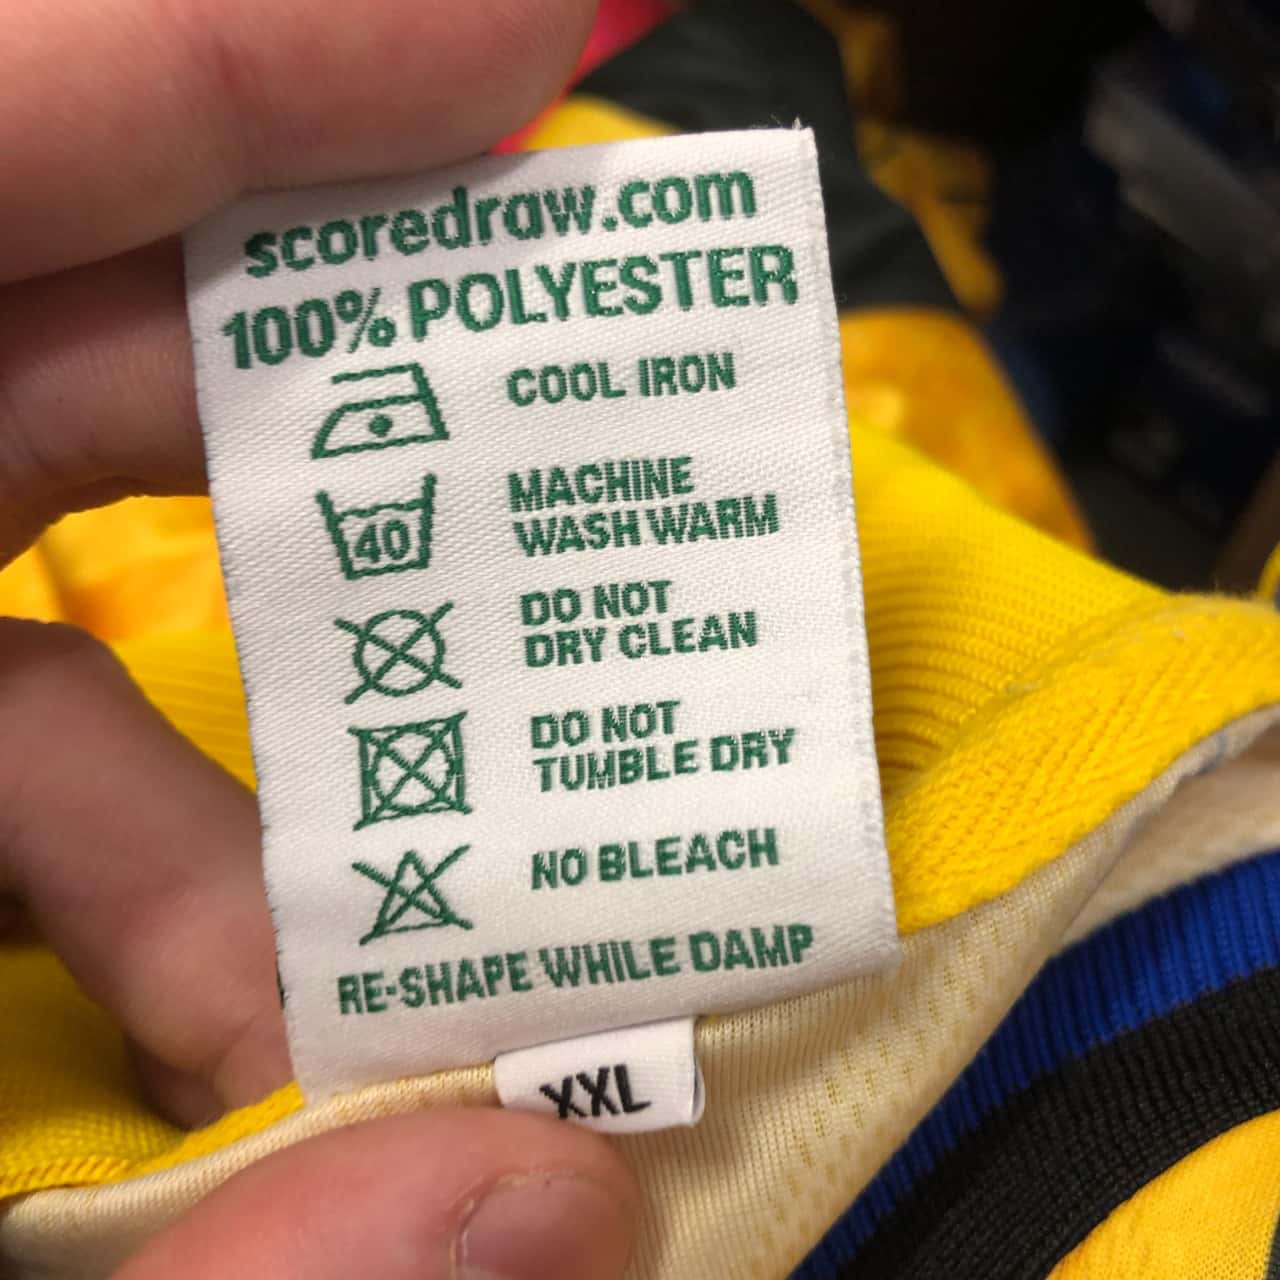 scoredraw.com
100% POLYESTER
COOL IRON
MACHINE
WASH WARM
40
DO NOT
DRY CLEAN
DO NOT
TUMBLE DRY
NO BLEACH
RE-SHAPE WHILE DAMP
XXL